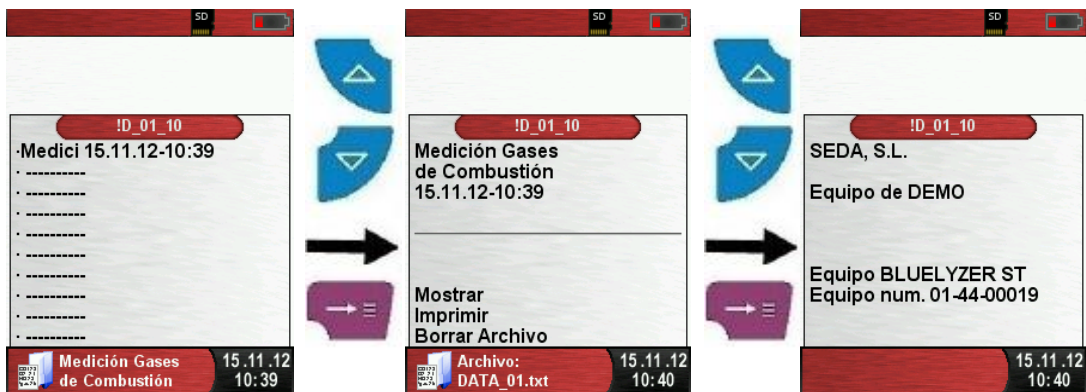 SD
!D_01_10
·Medici 15.11.12-10:39
· ----------
· ----------
· ----------
· ----------
· ----------
· ----------
· ----------
· ----------
· ----------
Medición Gases
de Combustión
15.11.12
10:39
SD
!D_01_10
Medición Gases
de Combustión
15.11.12-10:39
Mostrar
Imprimir
Borrar Archivo
Archivo:
DATA_01.txt
15.11.12
10:40
SD
!D_01_10
SEDA, S.L.
Equipo de DEMO
Equipo BLUELYZER ST
Equipo num. 01-44-00019
15.11.12
10:40